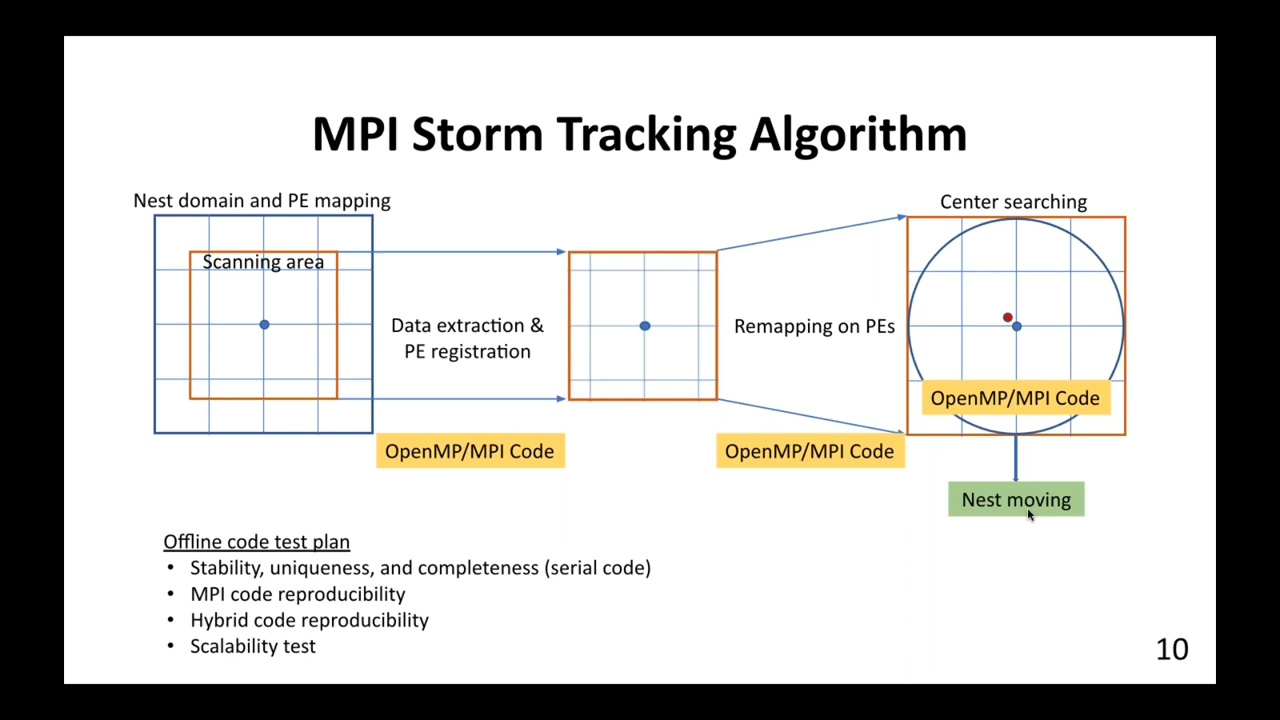 MPI Storm Tracking Algorithm
Nest domain and PE mapping
Center searching
Scanning area
Data extraction &
PE registration
Remapping on PEs
OpenMP/MPI Code
OpenMP/MPI Code
OpenMP/MPI Code
Nest moving
Offline code test plan
• Stability, uniqueness, and completeness (serial code)
• MPI code reproducibility
• Hybrid code reproducibility
• Scalability test
10